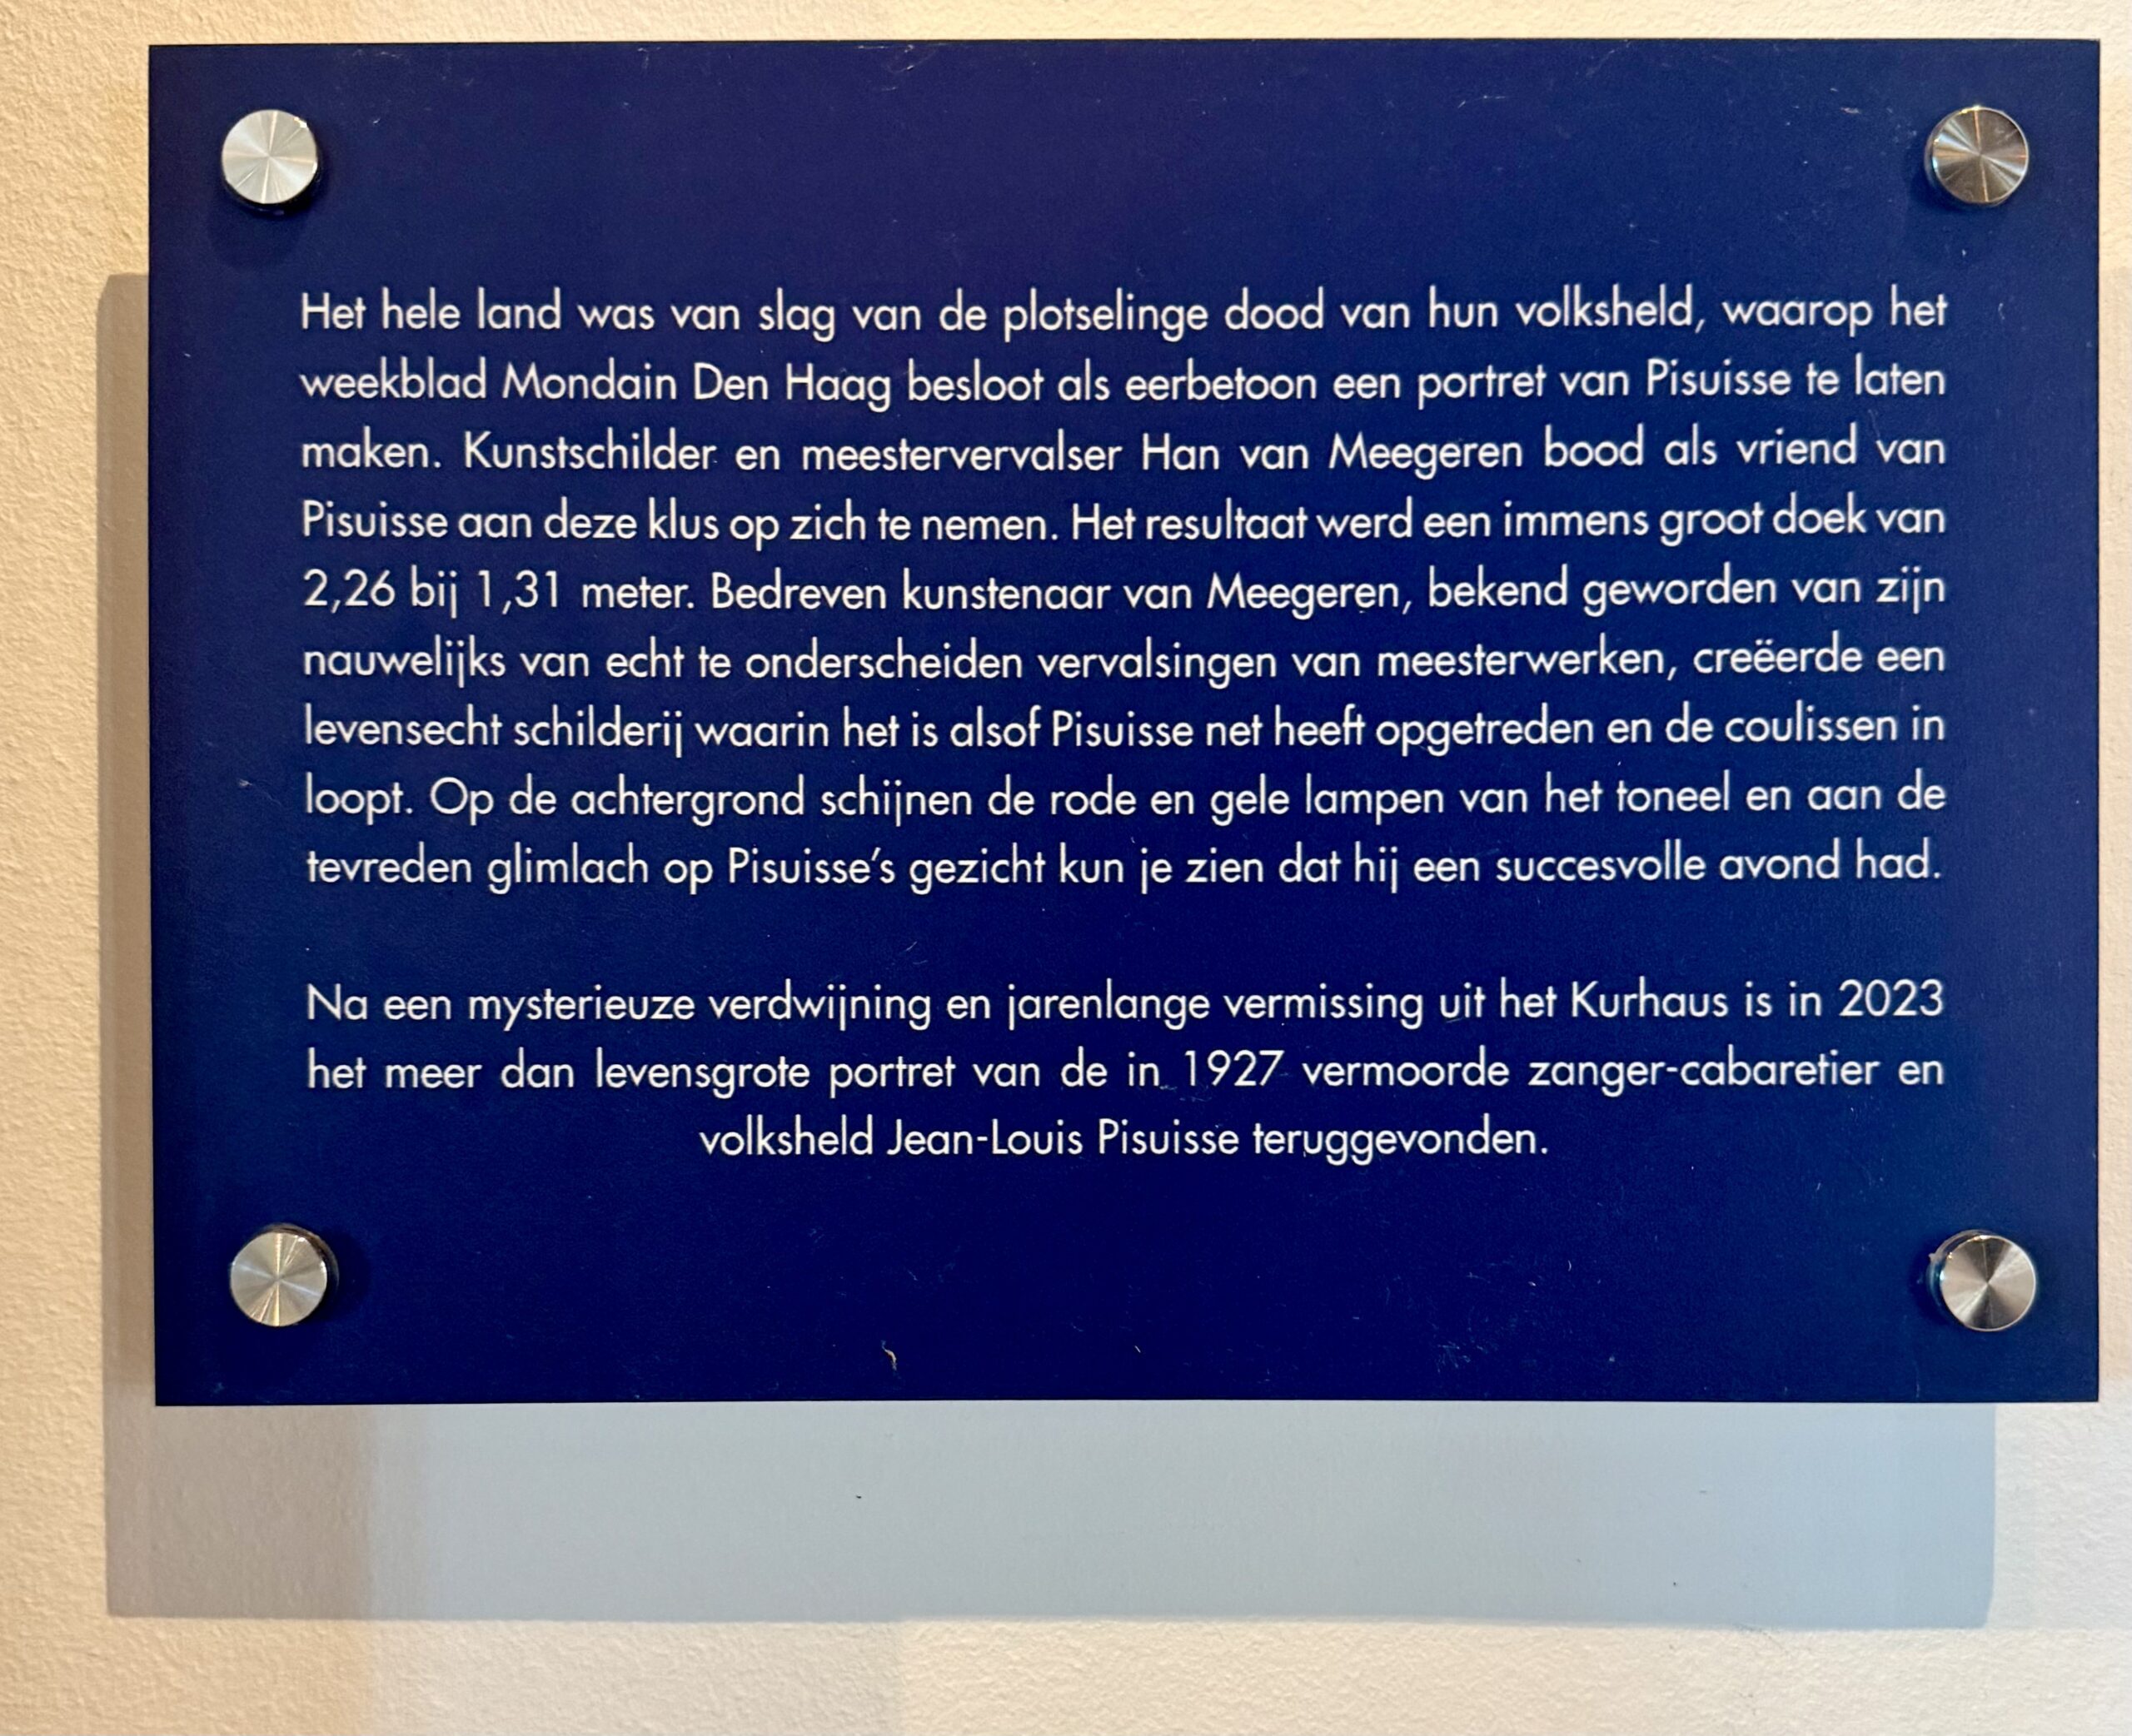 Het hele land was van slag van de plotselinge dood van hun volksheld, waarop het
weekblad Mondain Den Haag besloot als eerbetoon een portret van Pisuisse te laten
maken. Kunstschilder en meestervervalser Han van Meegeren bood als vriend van
Pisuisse aan deze klus op zich te nemen. Het resultaat werd een immens groot doek van
2,26 bij 1,31 meter. Bedreven kunstenaar van Meegeren, bekend geworden van zijn
nauwelijks van echt te onderscheiden vervalsingen van meesterwerken, creëerde een
levensecht schilderij waarin het is alsof Pisuisse net heeft opgetreden en de coulissen in
loopt. Op de achtergrond schijnen de rode en gele lampen van het toneel en aan de
tevreden glimlach op Pisuisse’s gezicht kun je zien dat hij een succesvolle avond had.
Na een mysterieuze verdwijning en jarenlange vermissing uit het Kurhaus is in 2023
het meer dan levensgrote portret van de in 1927 vermoorde zanger-cabaretier en
volksheld Jean-Louis Pisuisse teruggevonden.